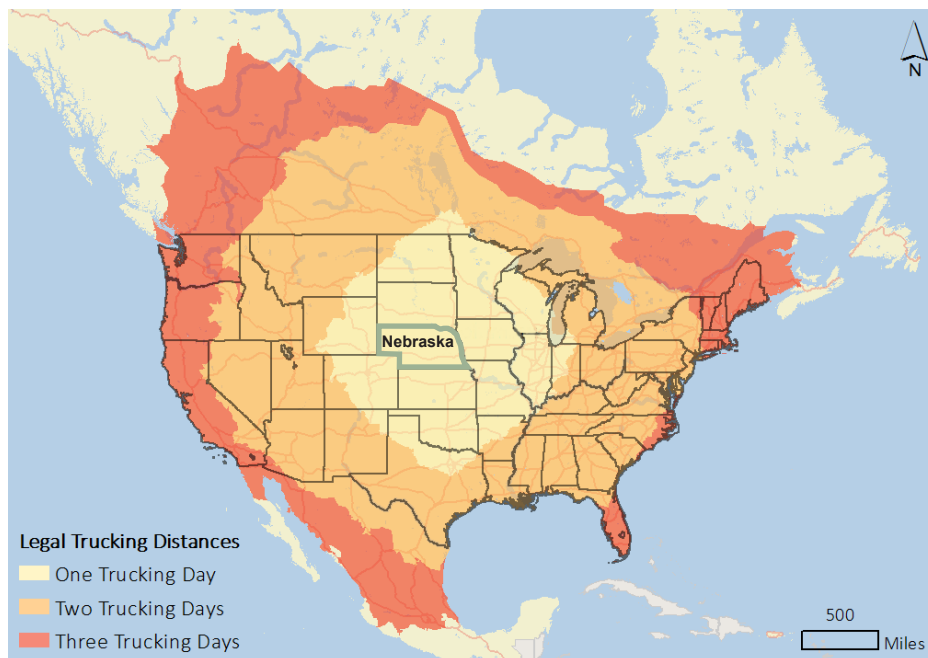 N
Nebraska
Legal Trucking Distances
One Trucking Day
Two Trucking Days
Three Trucking Days
500
Miles